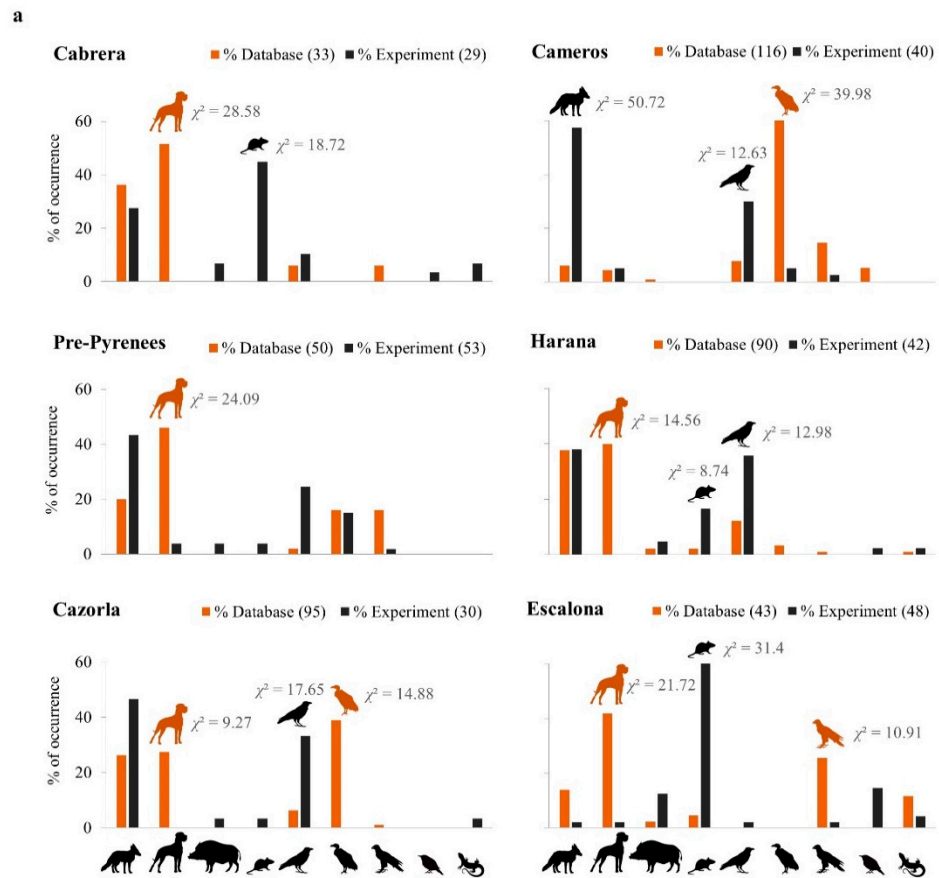 a
Cabrera
% Database (33) % Experiment (29)
χ² = 28.58
χ² = 18.72
% of occurrence
60
40
20
0
Cameros
% Database (116) % Experiment (40)
χ² = 50.72
χ² = 39.98
χ² = 12.63
Pre-Pyrenees
% Database (50) % Experiment (53)
χ² = 24.09
% of occurrence
60
40
20
0
Harana
% Database (90) % Experiment (42)
χ² = 14.56
χ² = 12.98
χ² = 8.74
Cazorla
% Database (95) % Experiment (30)
χ² = 9.27
χ² = 17.65
χ² = 14.88
% of occurrence
60
40
20
0
Escalona
% Database (43) % Experiment (48)
χ² = 31.4
χ² = 21.72
χ² = 10.91